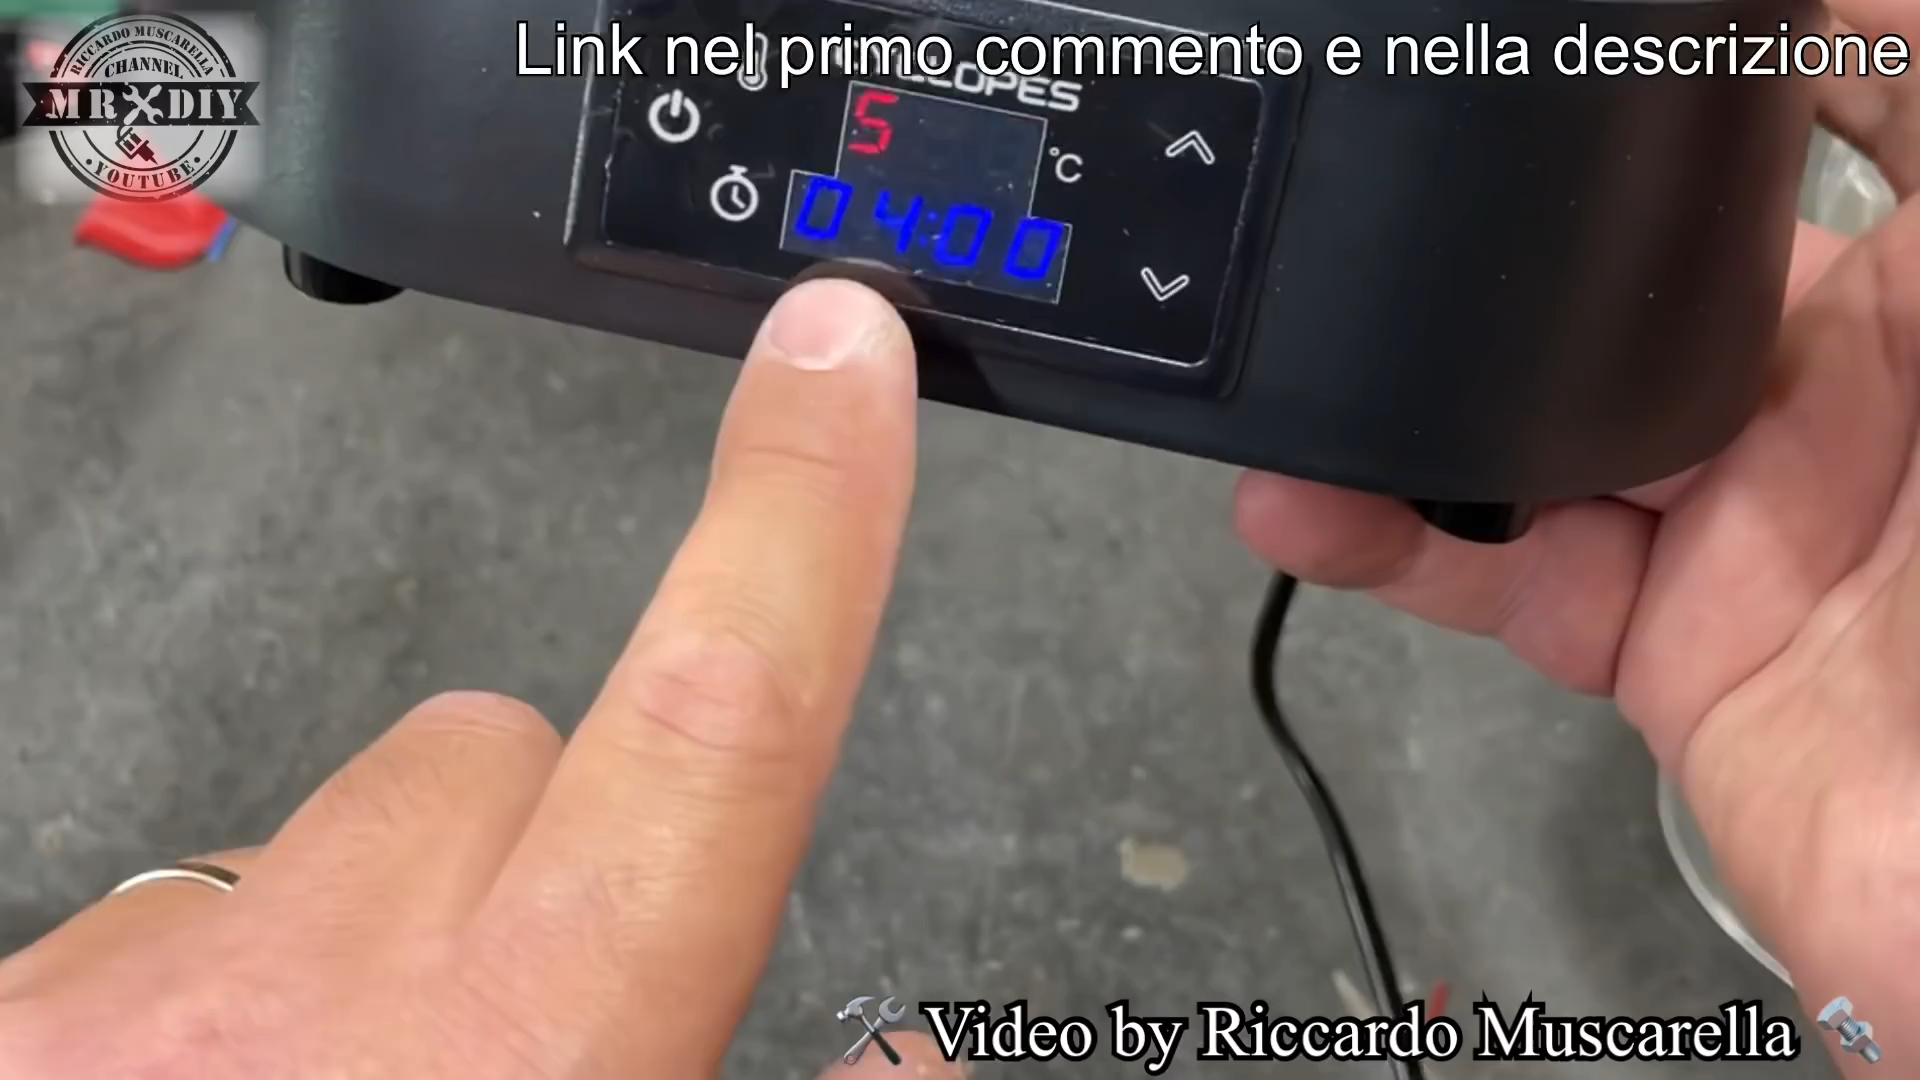 Link nel primo commento e nella descrizione
RICCARDO MUSCARELLA
CHANNEL
MR DIY
YOUTUBE
5
°C
04:00
Video by Riccardo Muscarella